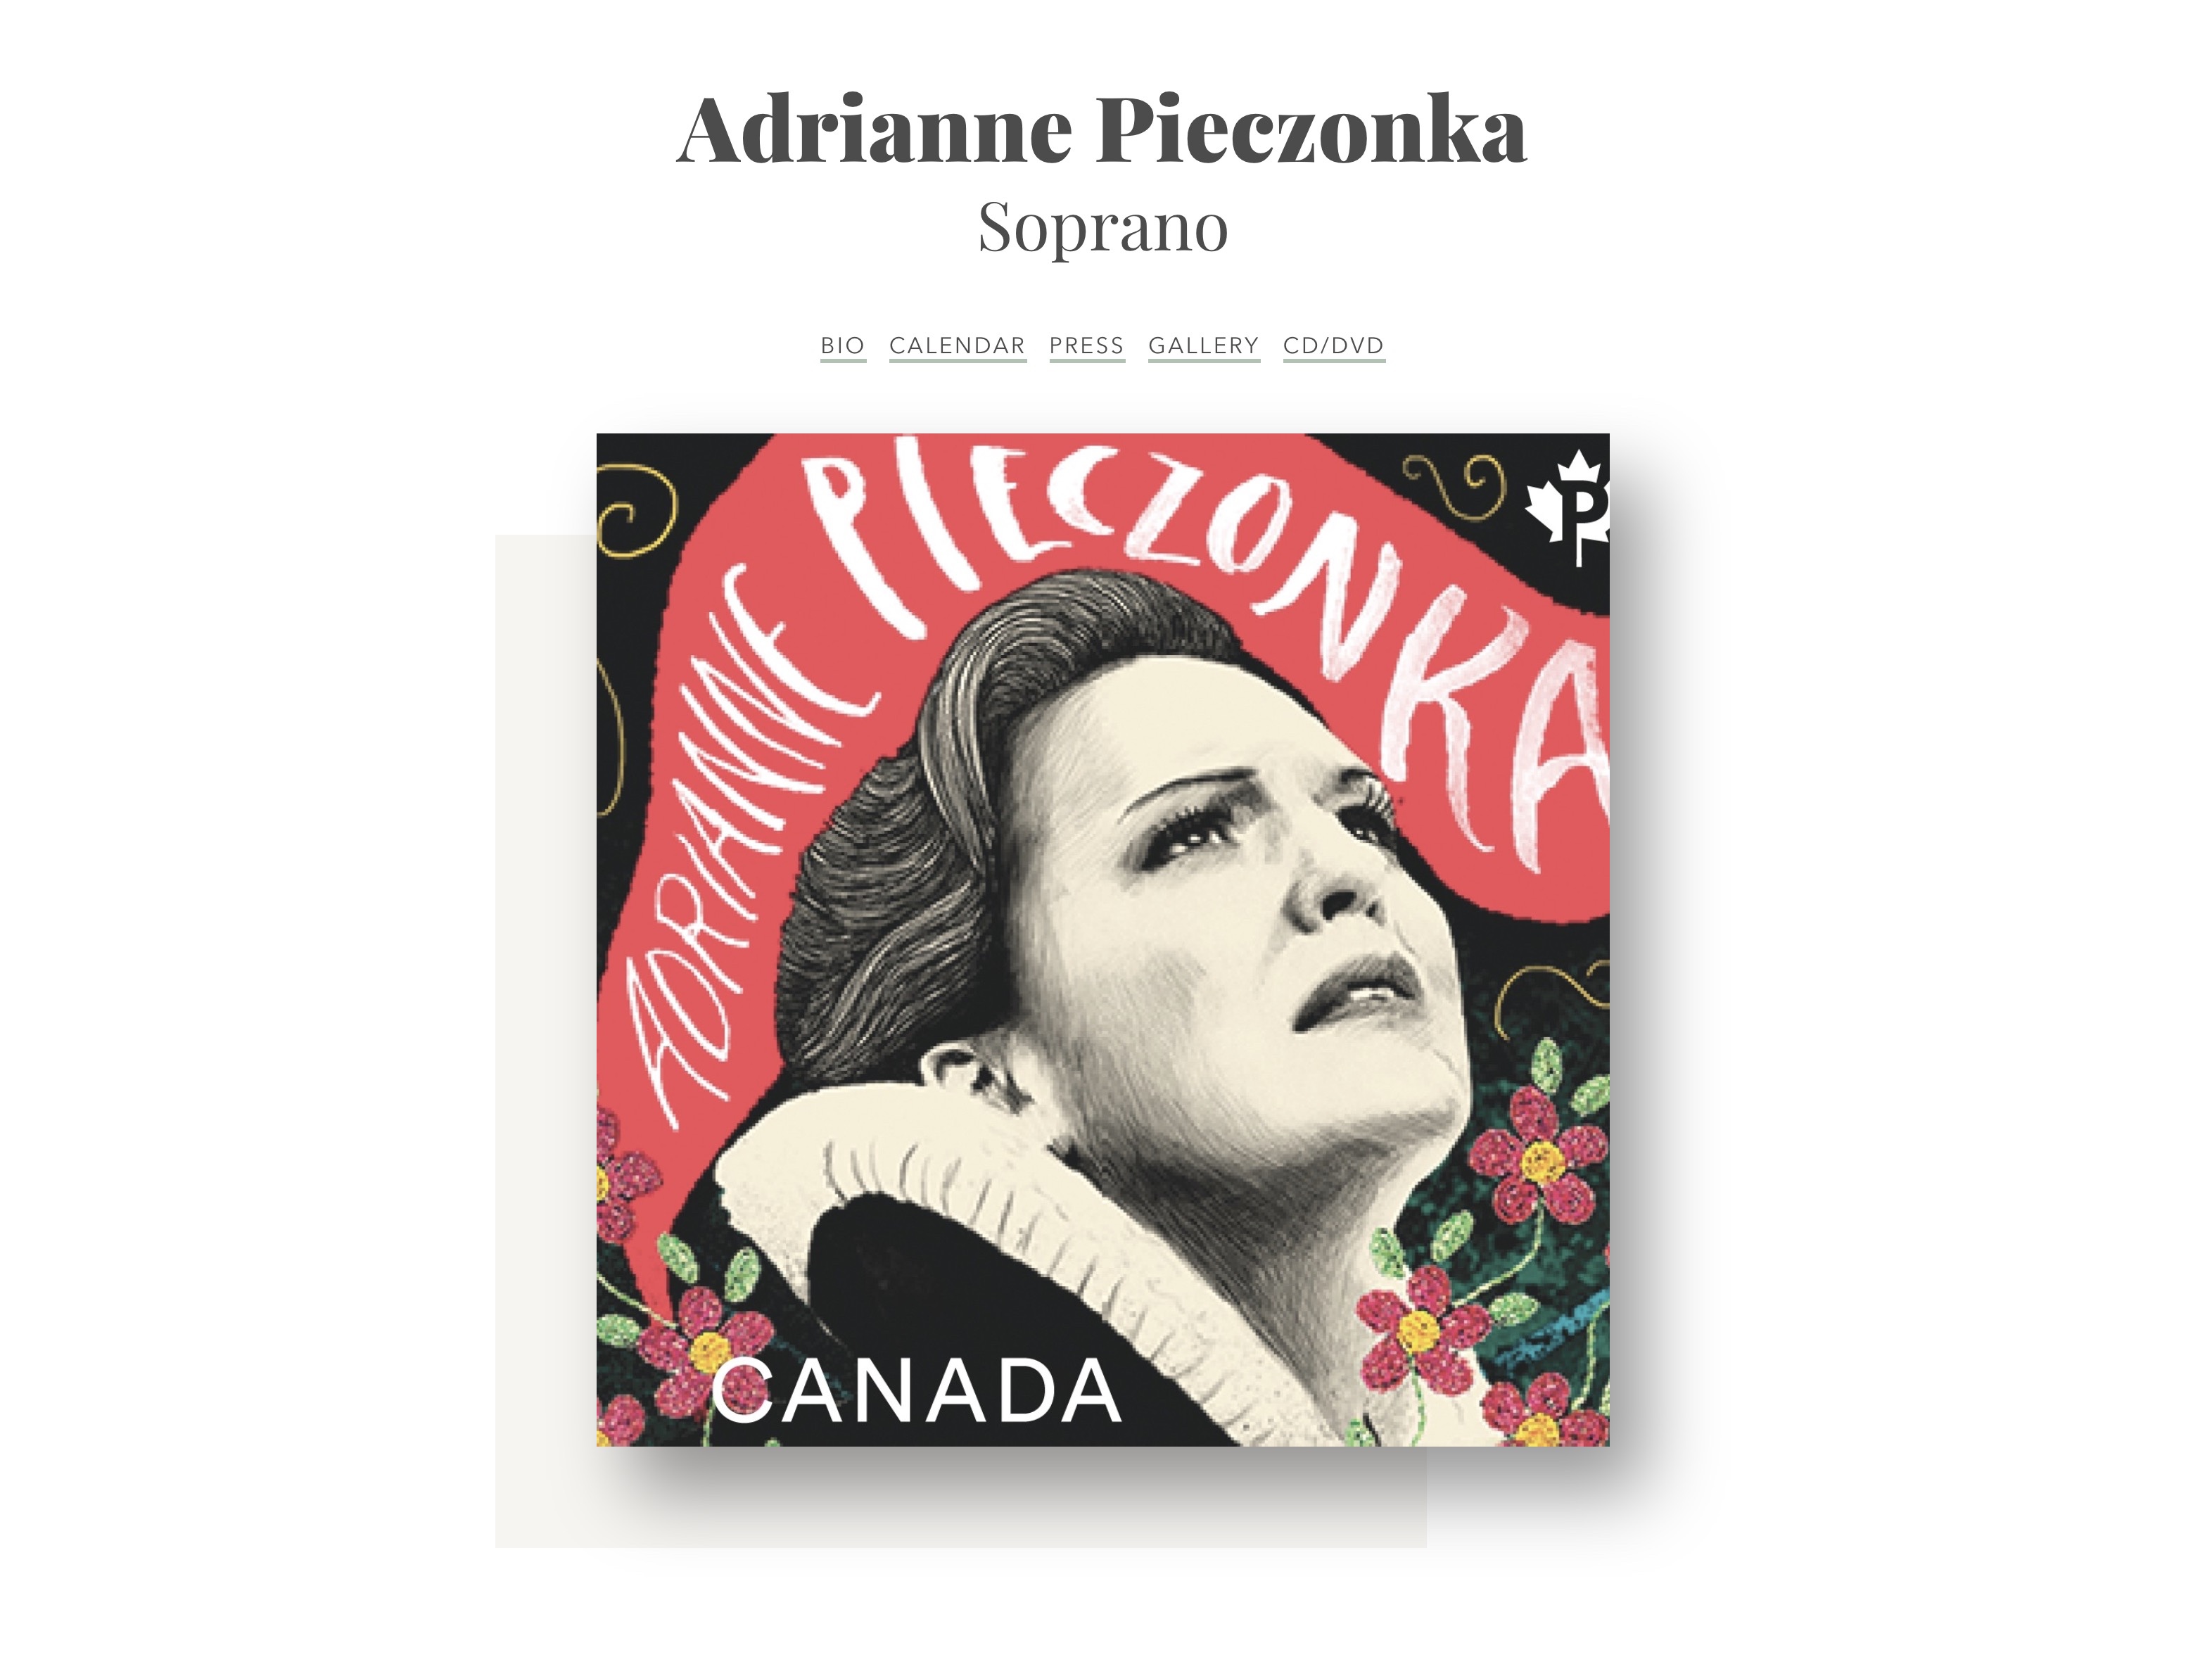 Adrianne Pieczonka
Soprano
BIO CALENDAR PRESS GALLERY CD/DVD
ADRIANNE PIECZONKA
P
CANADA